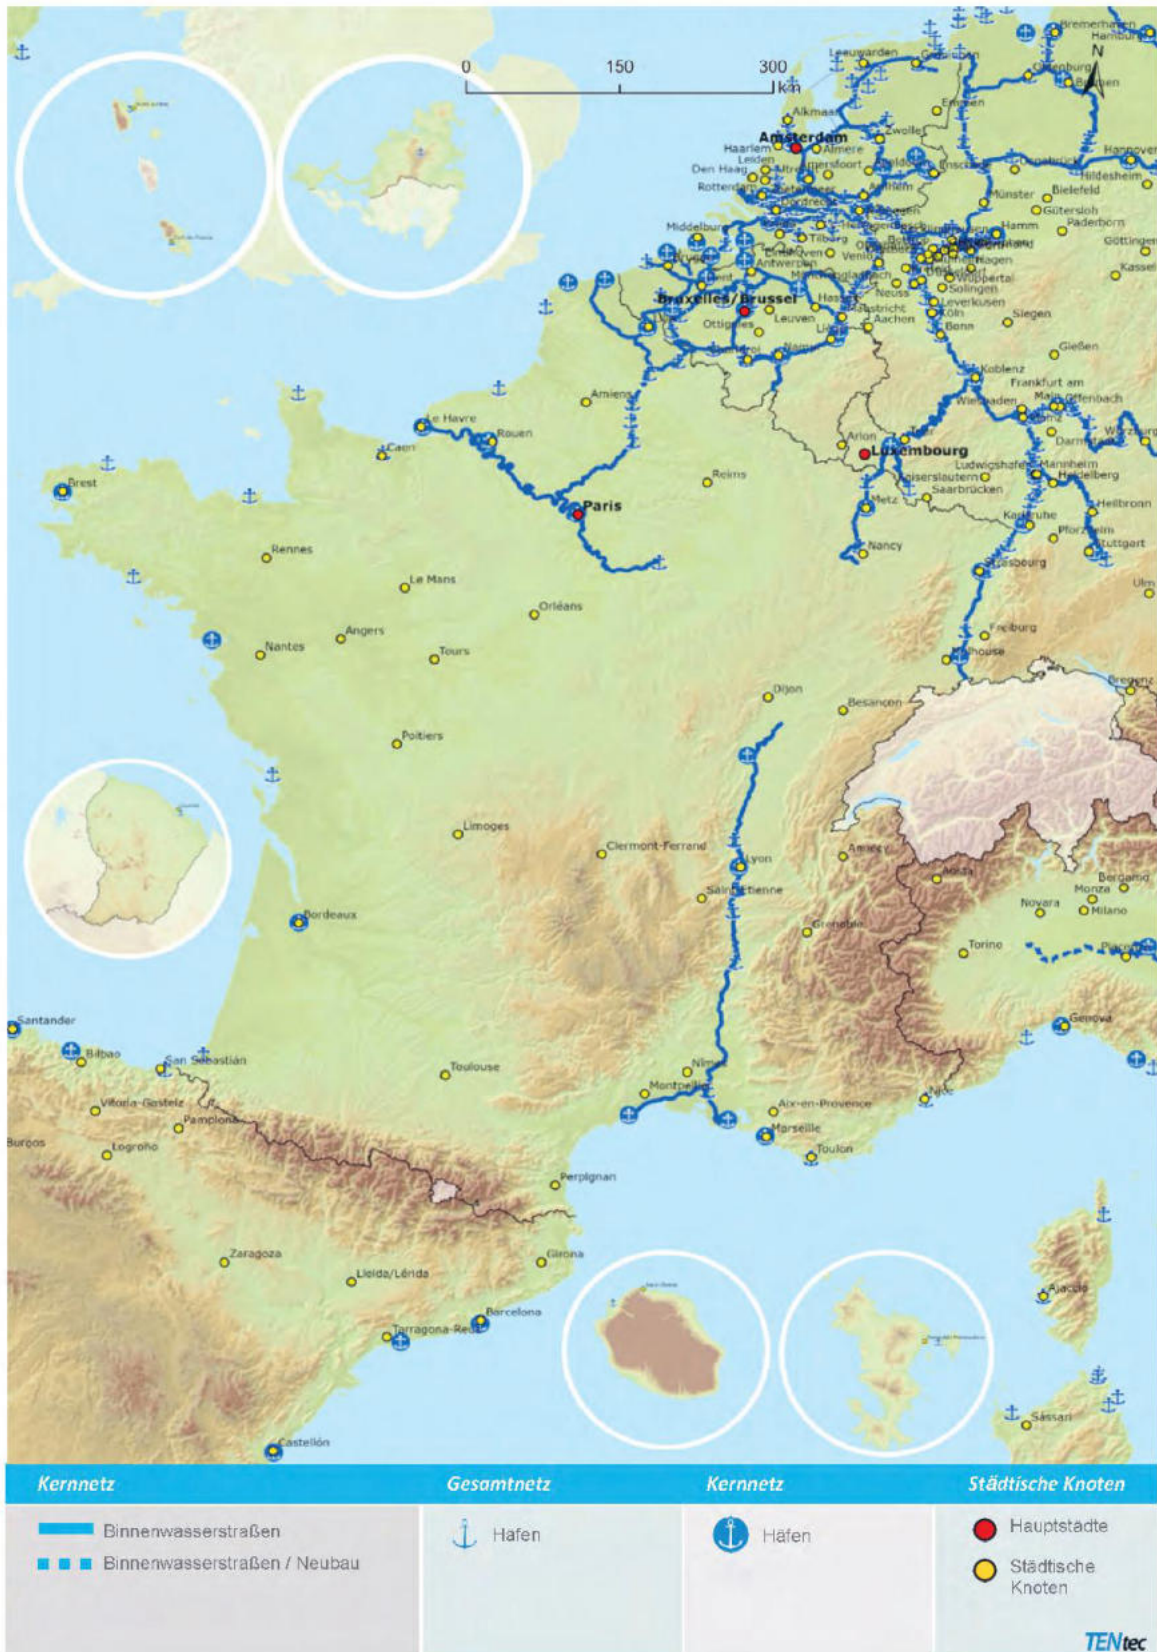 Bremerhaven
Hamburg
N
Leeuwarden
Groningen
0 150 300
km
Oldenburg
Bremen
Alkmaar
Emmen
Amsterdam
Zwolle
Haarlem
Almere
Hannover
Leiden
Osnabrück
Den Haag
Amersfoort
Enschede
Hildesheim
Rotterdam
Arnhem
Münster
Bielefeld
Dordrecht
Gütersloh
Middelburg
Hamm
Paderborn
Tilburg
Göttingen
Eindhoven
Venlo
Antwerpen
Mönchengladbach
Hagen
Kassel
Wuppertal
Neuss
Solingen
Bruxelles/Brussel
Leverkusen
Leuven
Maastricht
Köln
Siegen
Ottignies
Aachen
Bonn
Namur
Gießen
Koblenz
Frankfurt am
Main
Offenbach
Amiens
Wiesbaden
Le Havre
Mainz
Würzburg
Rouen
Arlon
Trier
Darmstadt
Caen
Luxembourg
Ludwigshafen
Mannheim
Reims
Kaiserslautern
Heidelberg
Brest
Saarbrücken
Metz
Heilbronn
Paris
Karlsruhe
Pforzheim
Rennes
Nancy
Stuttgart
Strasbourg
Le Mans
Ulm
Orléans
Angers
Freiburg
Nantes
Tours
Mulhouse
Bregenz
Dijon
Besançon
Poitiers
Limoges
Clermont-Ferrand
Annecy
Lyon
Aosta
Bergamo
Saint-Etienne
Monza
Novara
Milano
Bordeaux
Grenoble
Torino
Piacenza
Santander
Genova
Bilbao
San Sebastián
Toulouse
Nîmes
Montpellier
Vitoria-Gasteiz
Aix-en-Provence
Pamplona
Marseille
Burgos
Logroño
Toulon
Perpignan
Zaragoza
Girona
Lleida/Lérida
Ajaccio
Barcelona
Tarragona-Reus
Sassari
Castellón
Kernnetz Gesamtnetz Kernnetz Städtische Knoten
Binnenwasserstraßen
Binnenwasserstraßen / Neubau
Häfen
Häfen
Hauptstädte
Städtische
Knoten
TENtec